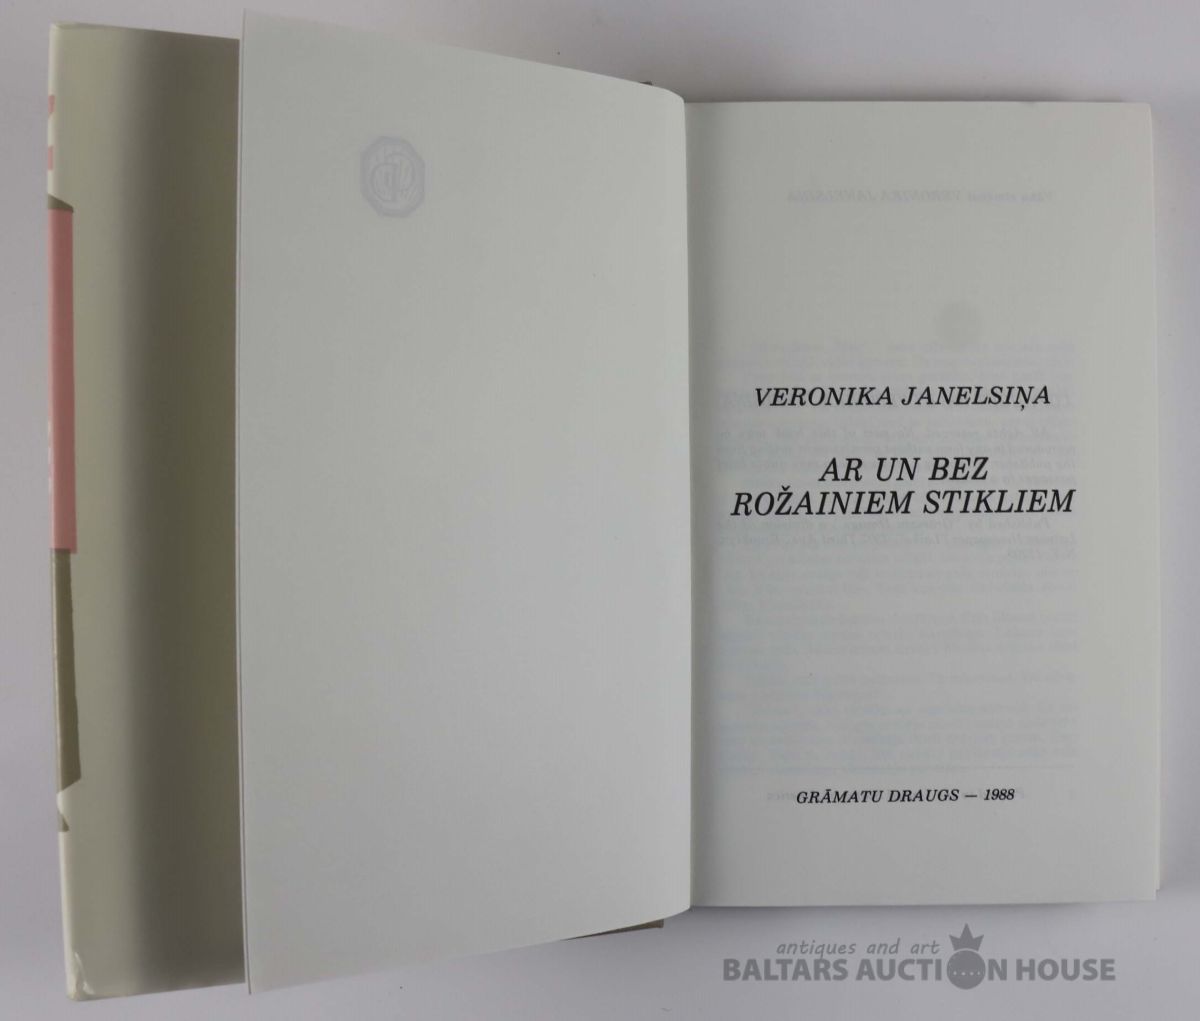 VERONIKA JANELSIŅA
AR UN BEZ
ROŽAINIEM STIKLIEM
GRĀMATU DRAUGS — 1988
antiques and art
BALTARS AUCTION HOUSE